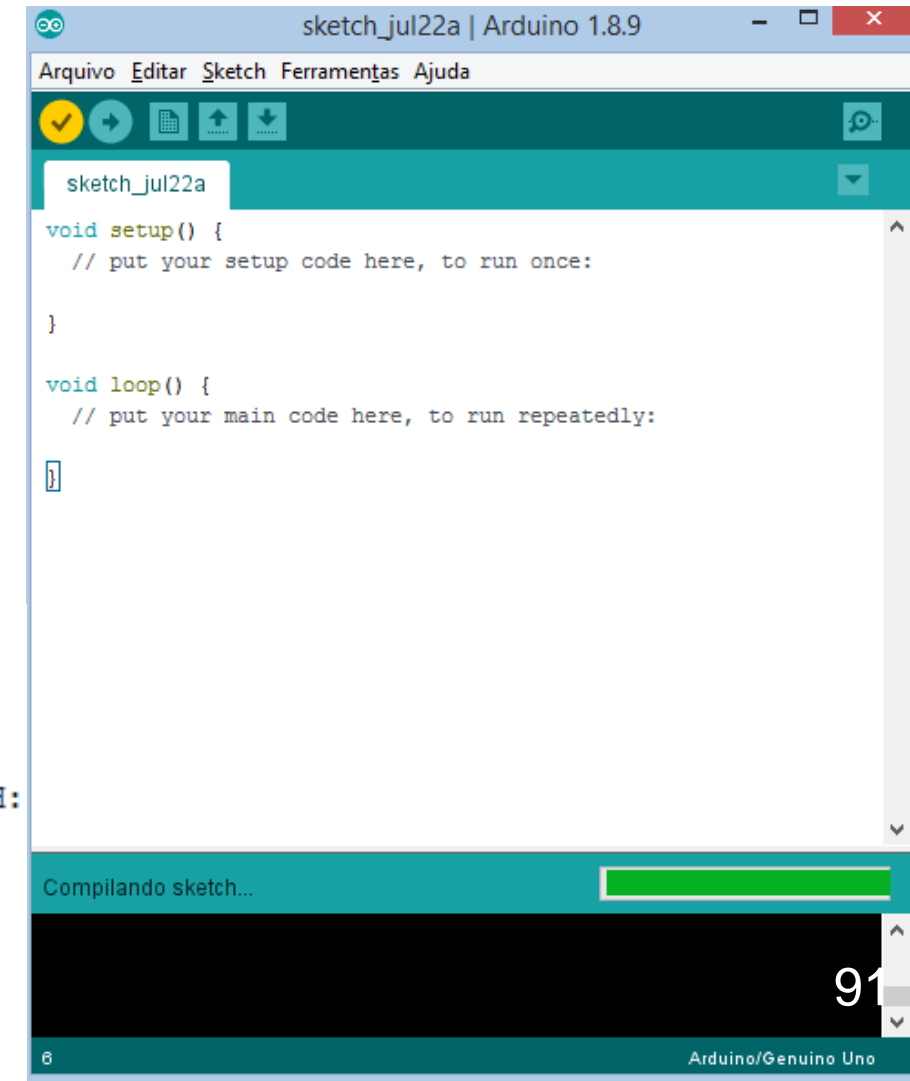 sketch_jul22a | Arduino 1.8.9
Arquivo Editar Sketch Ferramentas Ajuda
sketch_jul22a
void setup() {
  // put your setup code here, to run once:
}
void loop() {
  // put your main code here, to run repeatedly:
}
:
Compilando sketch...
91
6 Arduino/Genuino Uno